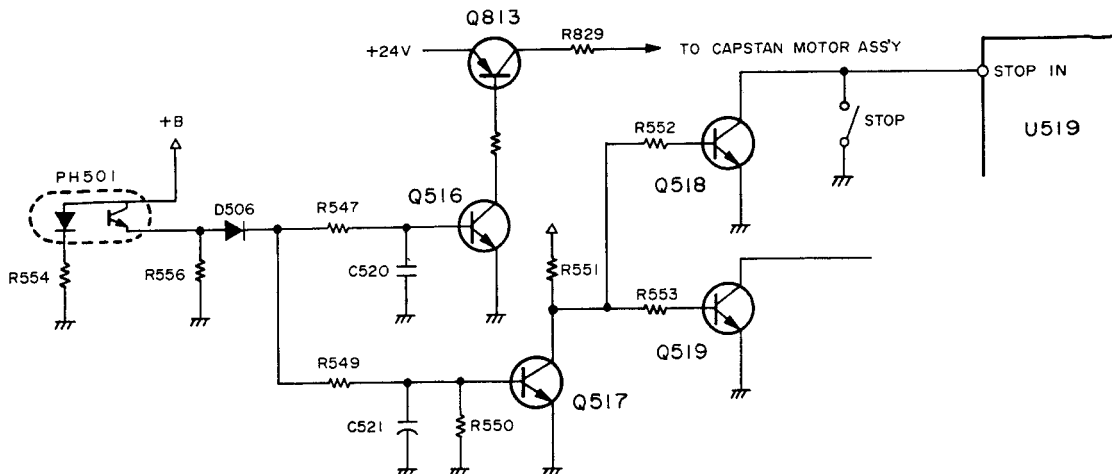 Q813
+24V
R829
TO CAPSTAN MOTOR ASS'Y
STOP IN
+B
R552
STOP
U519
PH501
Q516
Q518
D506
R547
R554
R556
C520
R551
R553
R549
Q519
Q517
C521
R550